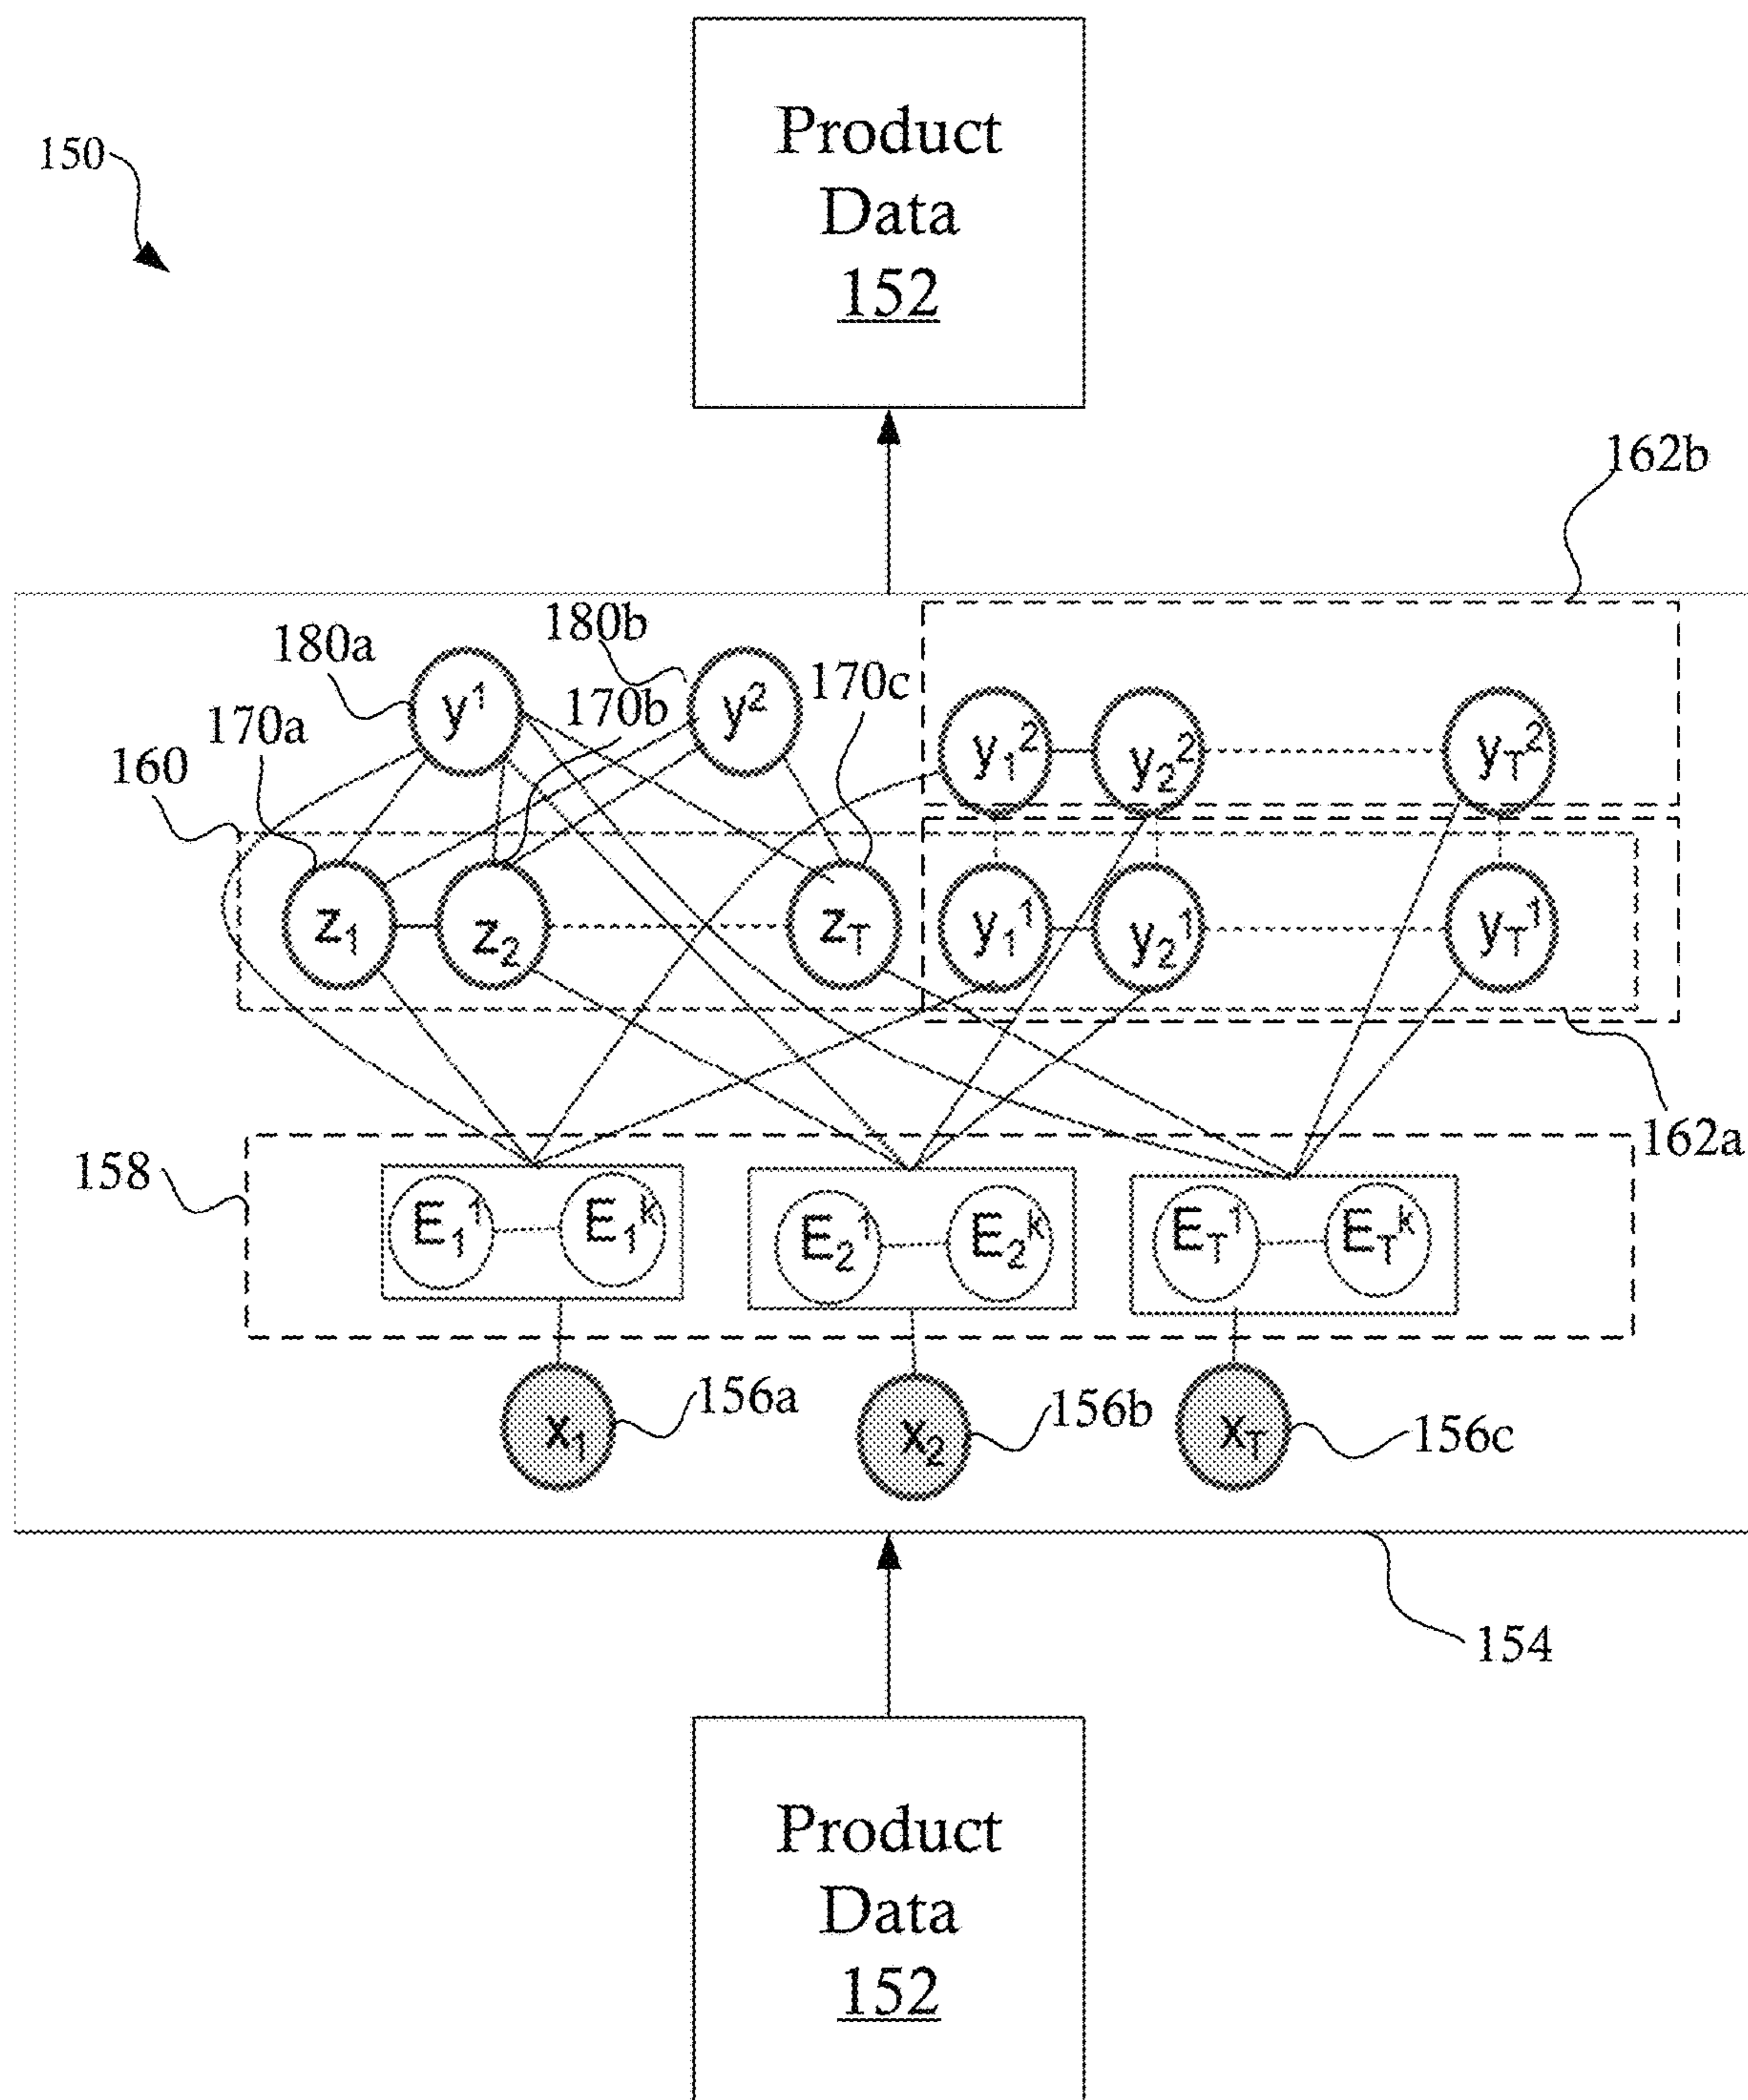 Product
Data
152
150
162b
180a
180b
170a
170b
170c
160
y¹
y²
y₁²
y₂²
y_T²
z₁
z₂
z_T
y₁¹
y₂¹
y_T¹
162a
158
E₁¹
E₁ᵏ
E₂¹
E₂ᵏ
E_T¹
E_Tᵏ
x₁
156a
x₂
156b
x_T
156c
154
Product
Data
152